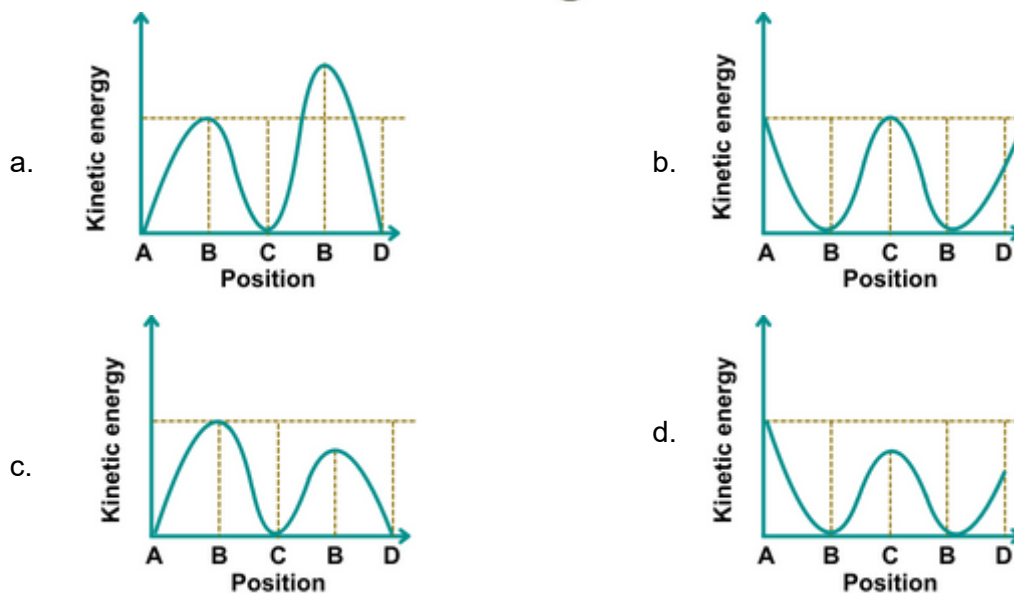 a.
Kinetic energy
A B C B D
Position
b.
Kinetic energy
A B C B D
Position
c.
Kinetic energy
A B C B D
Position
d.
Kinetic energy
A B C B D
Position